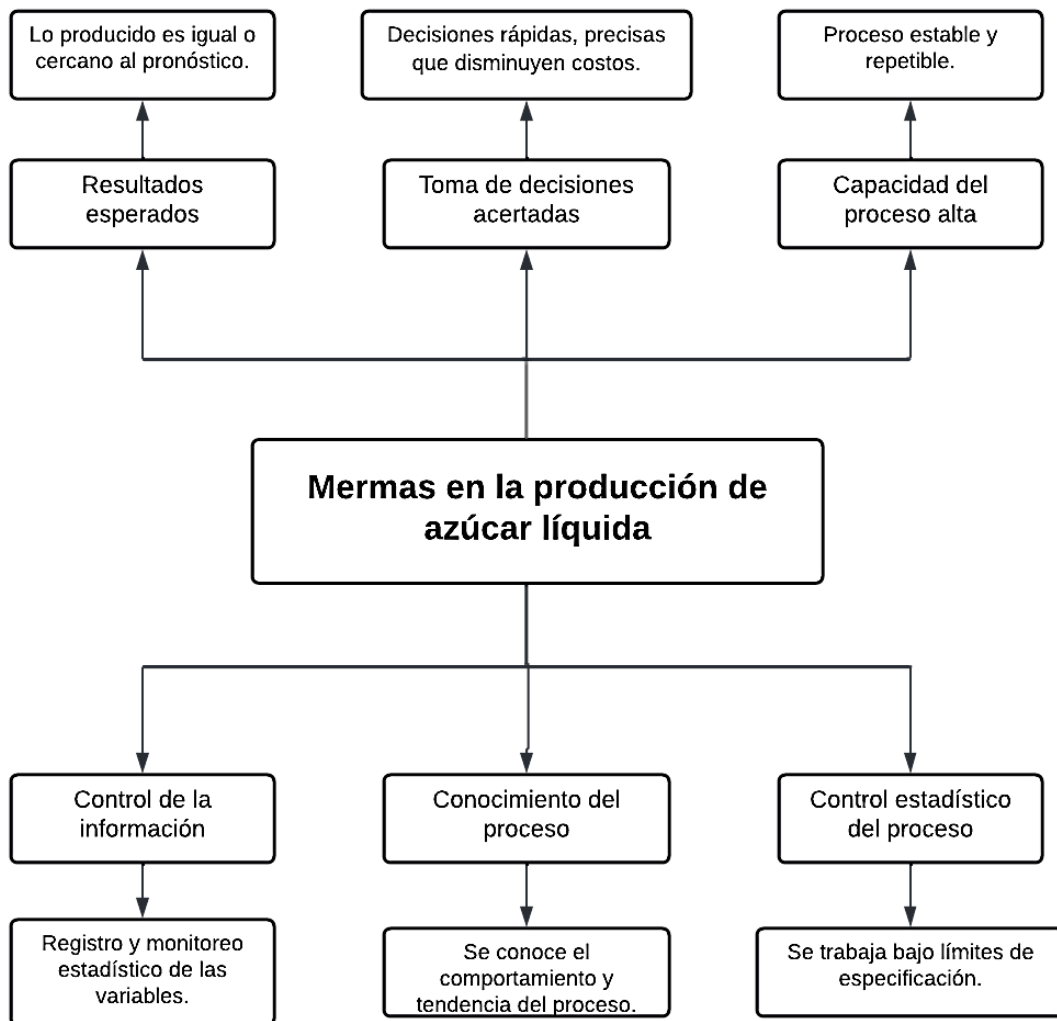 Lo producido es igual o
cercano al pronóstico.
Decisiones rápidas, precisas
que disminuyen costos.
Proceso estable y
repetible.
Resultados
esperados
Toma de decisiones
acertadas
Capacidad del
proceso alta
Mermas en la producción de
azúcar líquida
Control de la
información
Conocimiento del
proceso
Control estadístico
del proceso
Registro y monitoreo
estadístico de las
variables.
Se conoce el
comportamiento y
tendencia del proceso.
Se trabaja bajo límites de
especificación.